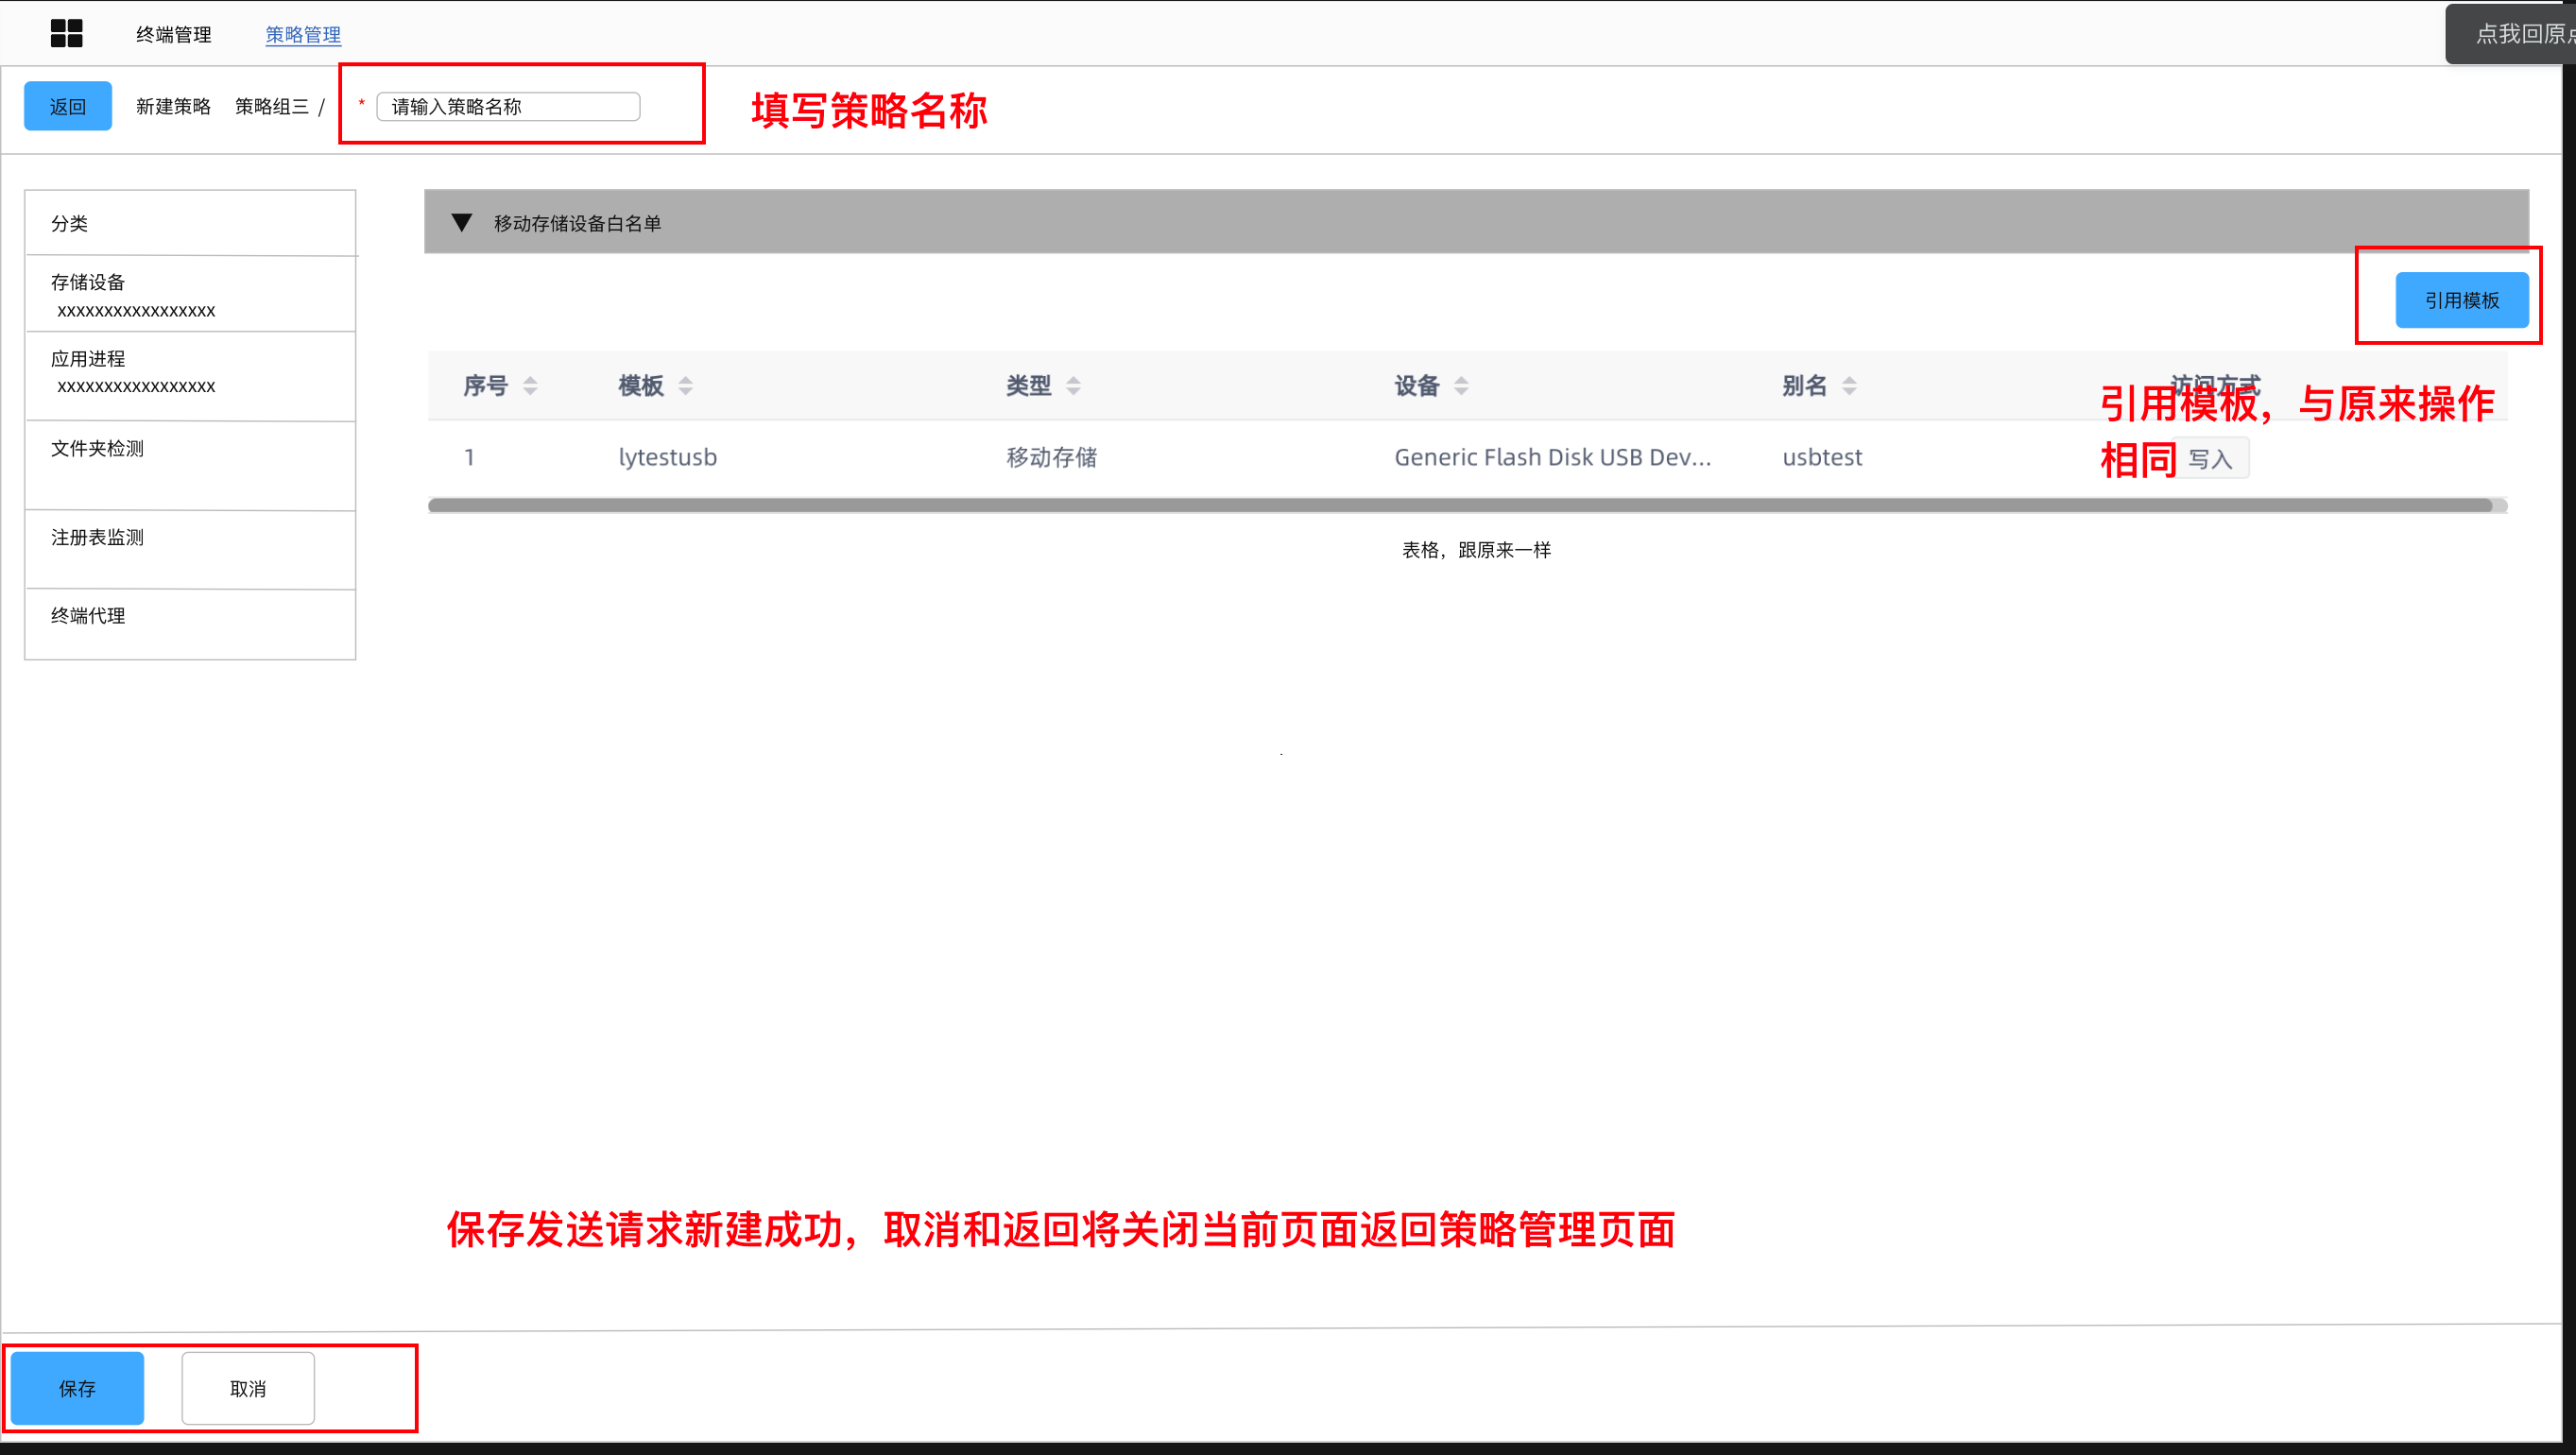 终端管理
策略管理
点我回原点
返回
新建策略
策略组三 /
* 请输入策略名称
填写策略名称
分类
存储设备
xxxxxxxxxxxxxxxxx
应用进程
xxxxxxxxxxxxxxxxx
文件夹检测
注册表监测
终端代理
移动存储设备白名单
引用模板
序号 模板 类型 设备 别名 访问方式
1 lytestusb 移动存储 Generic Flash Disk USB Dev... usbtest 写入
引用模板，与原来操作
相同
表格，跟原来一样
保存发送请求新建成功，取消和返回将关闭当前页面返回策略管理页面
保存
取消